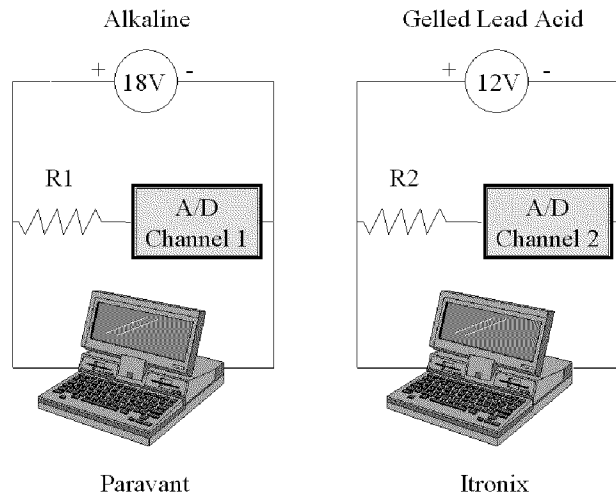 Alkaline
+ 18V -
R1
A/D
Channel 1
Paravant
Gelled Lead Acid
+ 12V -
R2
A/D
Channel 2
Itronix